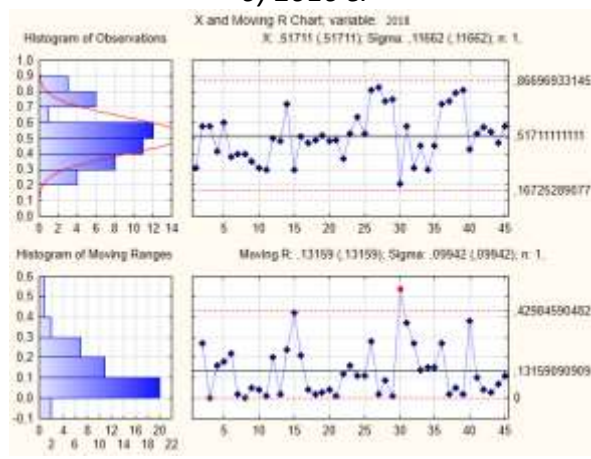 в) 2018 г.
X and Moving R Chart; variable: 2018
Histogram of Observations
X: .51711 (.51711); Sigma: .11662 (.11662); n: 1.
1.0
0.9
0.8
0.7
0.6
0.5
0.4
0.3
0.2
0.1
0.0
0 2 4 6 8 10 12 14
.86696933145
.51711111111
.16725289077
5 10 15 20 25 30 35 40 45
Histogram of Moving Ranges
Moving R: .13159 (.13159); Sigma: .09942 (.09942); n: 1.
0.6
0.5
0.4
0.3
0.2
0.1
0.0
-0.1
0 4 8 12 16 20
2 6 10 14 18 22
.42984590482
.13159090909
0
5 10 15 20 25 30 35 40 45